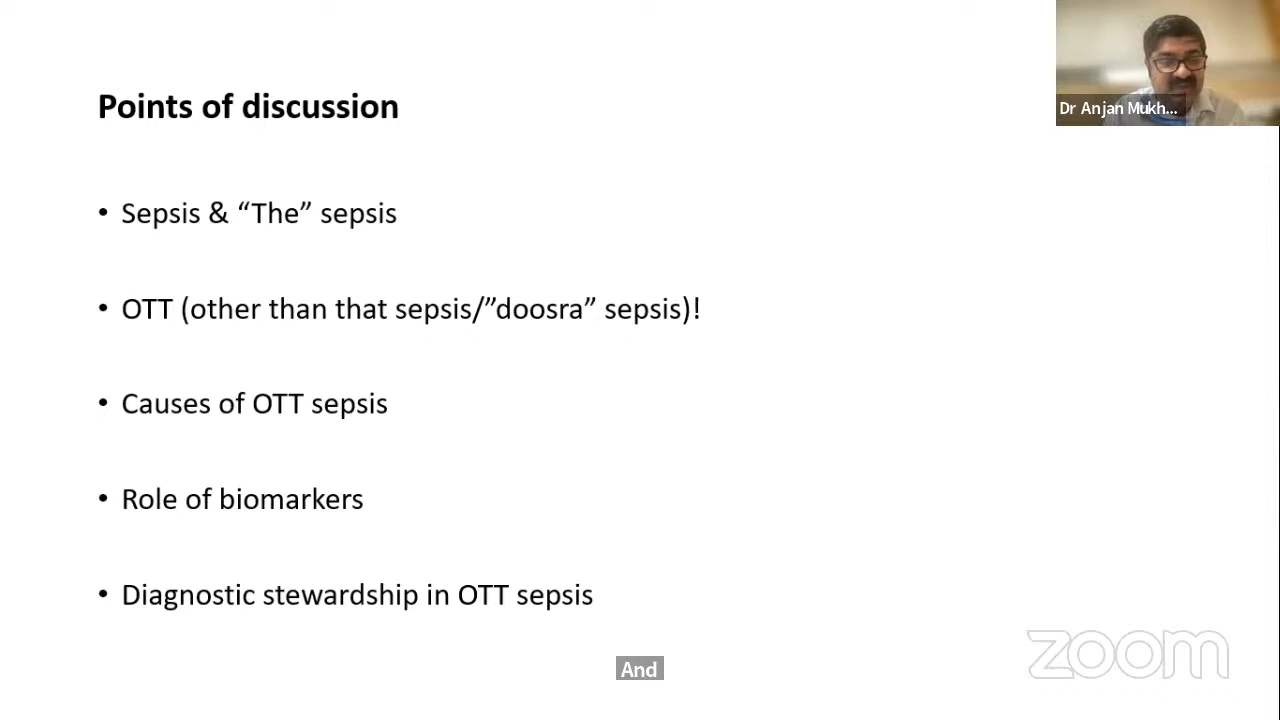 Dr Anjan Mukh...
Points of discussion
• Sepsis & “The” sepsis
• OTT (other than that sepsis/”doosra” sepsis)!
• Causes of OTT sepsis
• Role of biomarkers
• Diagnostic stewardship in OTT sepsis
And
zoom